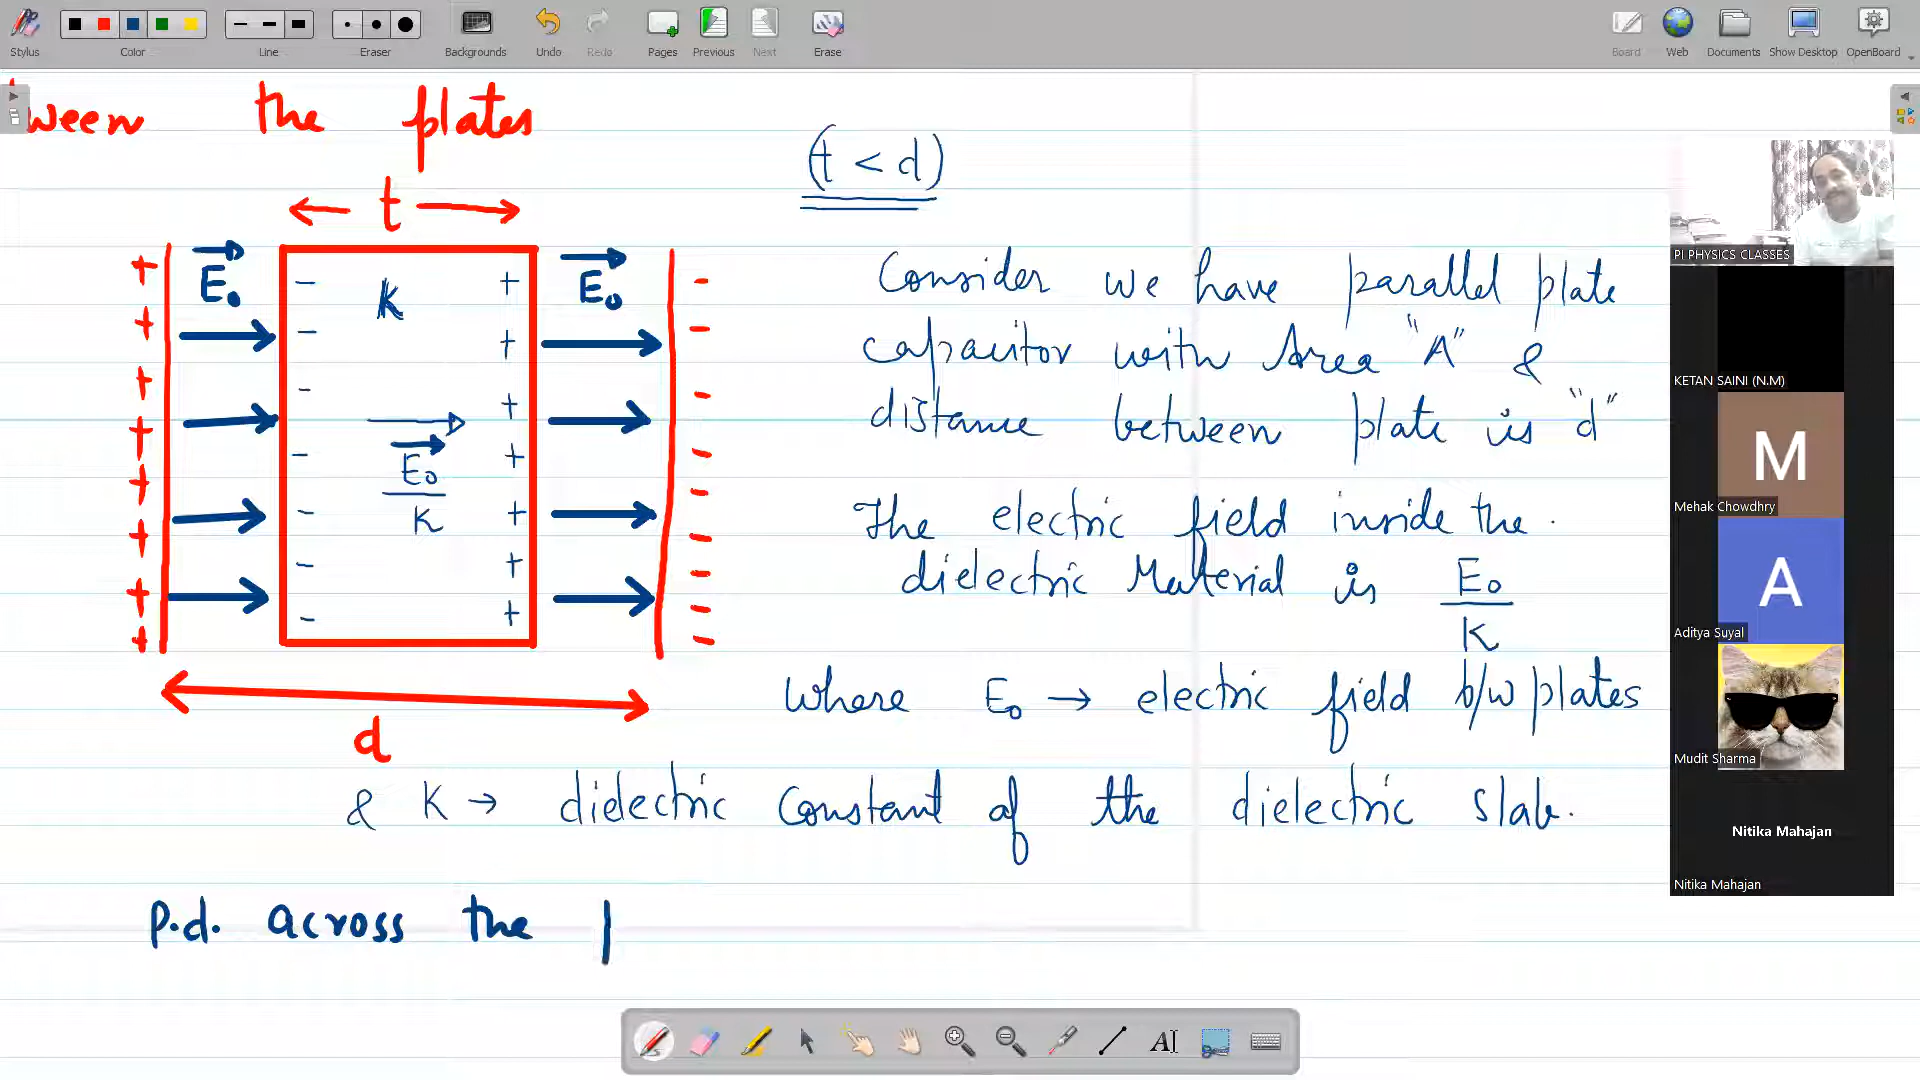 Stylus
Color
Line
Eraser
Backgrounds
Undo
Redo
Pages
Previous
Next
Erase
Board
Web
Documents
Show Desktop
OpenBoard
ween the plates
(t < d)
t
E₀
E₀
K
E₀
K
d
Consider we have parallel plate
capacitor with Area "A" &
distance between plate is "d"
The electric field inside the
dielectric Material is E₀
K
Where E₀ → electric field b/w plates
& K → dielectric constant of the dielectric slab.
P.d. across the
PI PHYSICS CLASSES
KETAN SAINI (N.M)
M
Mehak Chowdhry
A
Aditya Suyal
Mudit Sharma
Nitika Mahajan
Nitika Mahajan